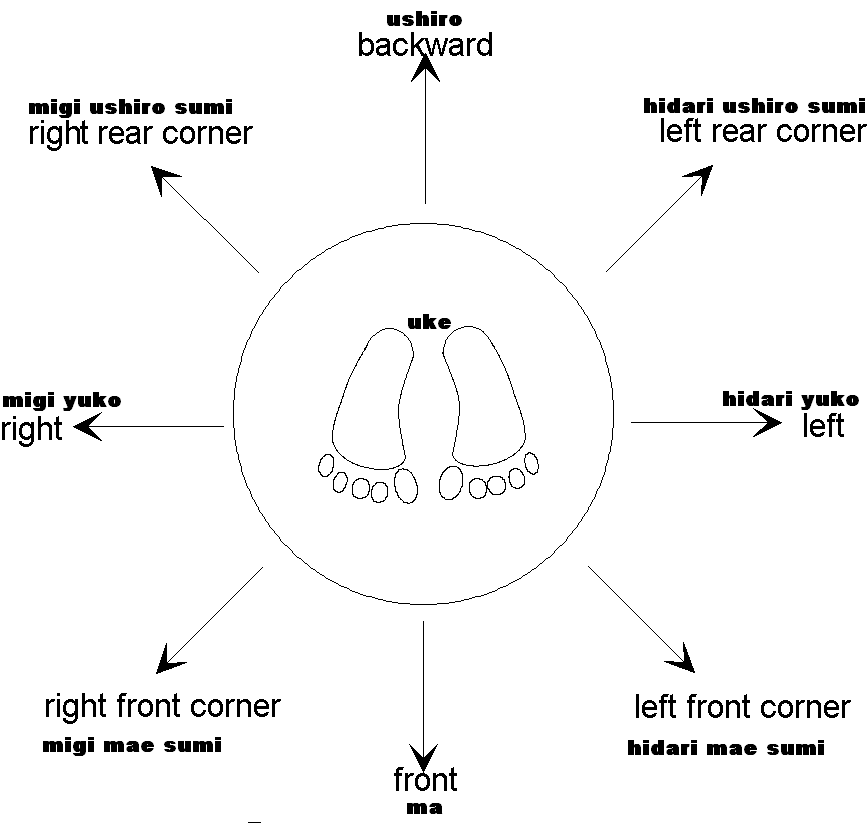 ushiro
backward
migi ushiro sumi
right rear corner
hidari ushiro sumi
left rear corner
uke
migi yuko
right
hidari yuko
left
right front corner
migi mae sumi
left front corner
hidari mae sumi
front
ma